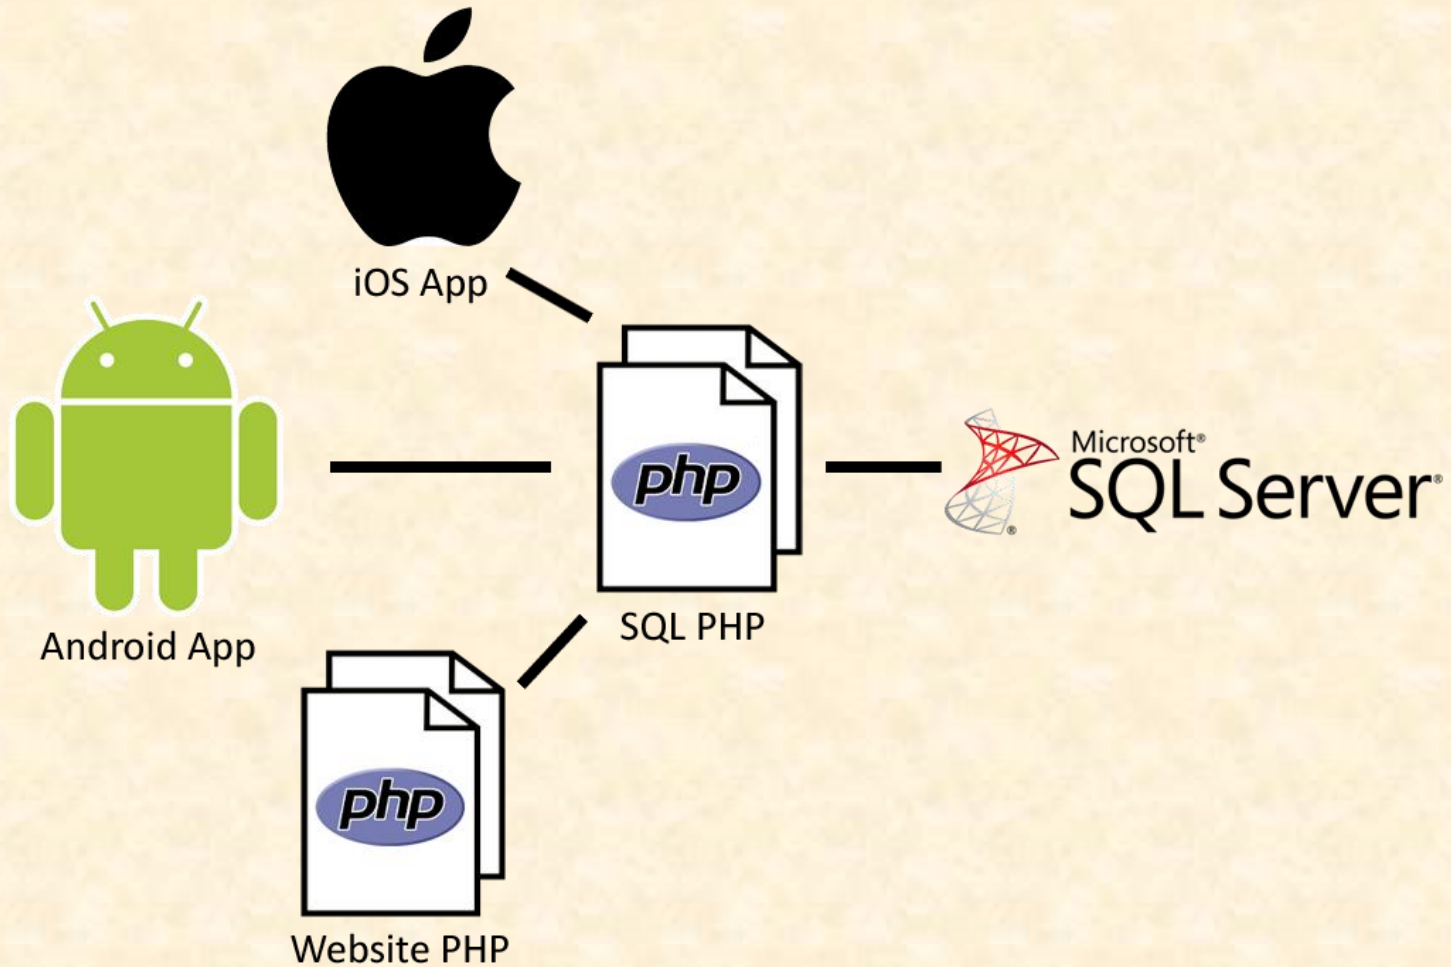 iOS App
Android App
php
SQL PHP
Microsoft®
SQL Server®
php
Website PHP